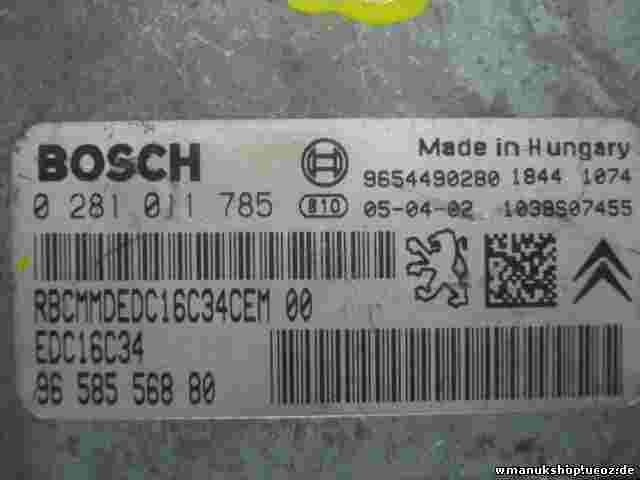 BOSCH
Made in Hungary
9654490280 1844 1074
0 281 011 785 810 05-04-02 1038S07455
RBCMMDEDC16C34CEM 00
EDC16C34
96 585 568 80
wmanukshop!ucoz.de